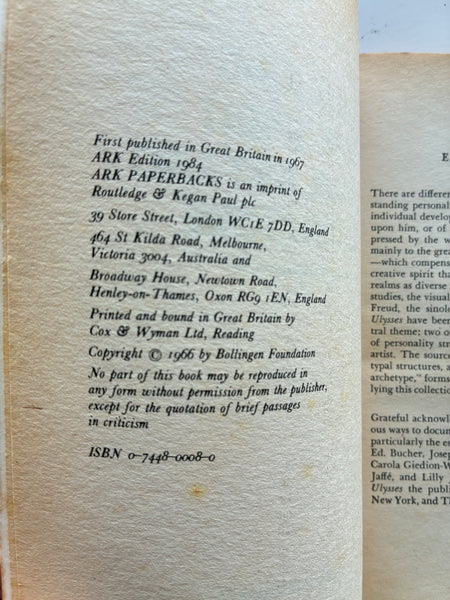 First published in Great Britain in 1967
ARK Edition 1984
ARK PAPERBACKS is an imprint of
Routledge & Kegan Paul plc
39 Store Street, London WC1E 7DD, England
464 St Kilda Road, Melbourne,
Victoria 3004, Australia and
Broadway House, Newtown Road,
Henley-on-Thames, Oxon RG9 1EN, England
Printed and bound in Great Britain by
Cox & Wyman Ltd, Reading
Copyright © 1966 by Bollingen Foundation
No part of this book may be reproduced in
any form without permission from the publisher,
except for the quotation of brief passages
in criticism
ISBN 0-7448-0008-0
E
There are differen
standing personal
individual develo
upon him, or of
pressed by the w
mainly to the grea
—which compens
creative spirit tha
realms as diverse
studies, the visual
Freud, the sinolo
Ulysses have been
tral theme: two o
of personality str
artist. The source
typal structures, a
archetype," forms
lying this collectio
Grateful acknowl
ous ways to docum
particularly the en
Ed. Bucher, Josep
Carola Giedion-W
Jaffé, and Lilly
Ulysses the publi
New York, and Th